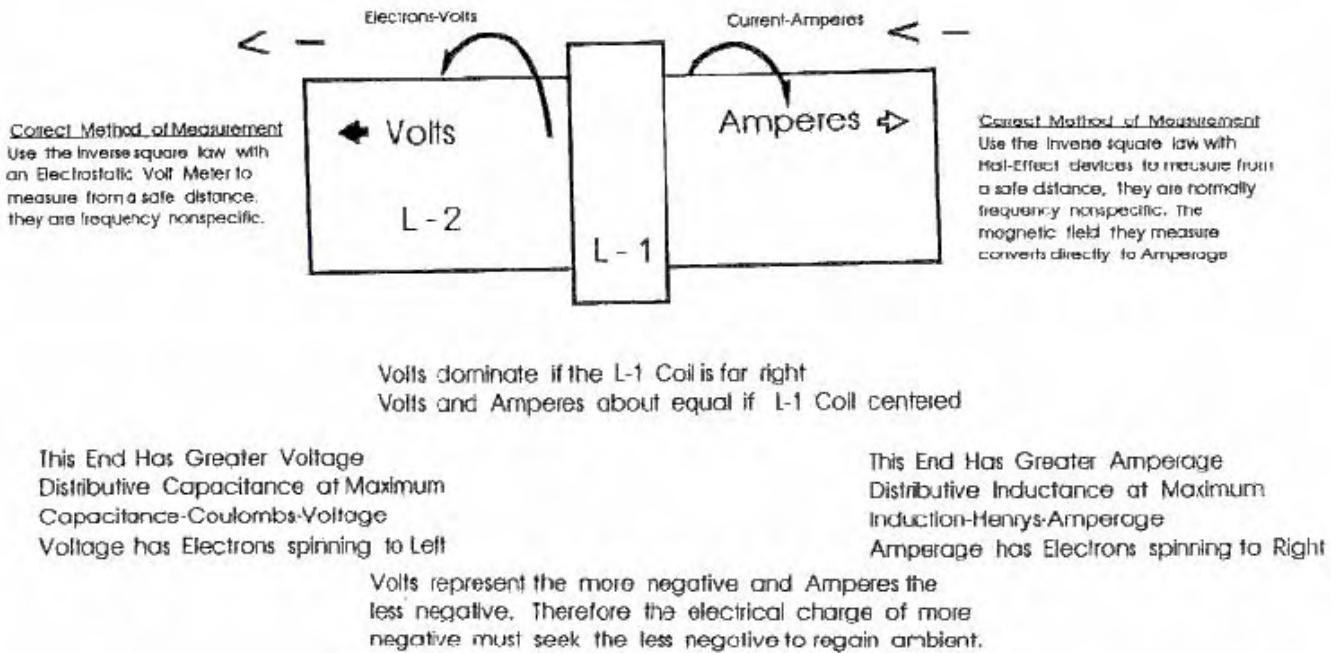 Electrons-Volts
Current-Amperes
< -
< -
Volts
Amperes
L-2
L-1
Correct Method of Measurement
Use the inverse square law with
an Electrostatic Volt Meter to
measure from a safe distance.
they are frequency nonspecific.
Correct Method of Measurement
Use the inverse square law with
Hall-Effect devices to measure from
a safe distance, they are normally
frequency nonspecific. The
magnetic field they measure
converts directly to Amperage
Volts dominate if the L-1 Coil is far right
Volts and Amperes about equal if L-1 Coil centered
This End Has Greater Voltage
Distributive Capacitance at Maximum
Capacitance-Coulombs-Voltage
Voltage has Electrons spinning to Left
This End Has Greater Amperage
Distributive Inductance at Maximum
Induction-Henrys-Amperage
Amperage has Electrons spinning to Right
Volts represent the more negative and Amperes the
less negative. Therefore the electrical charge of more
negative must seek the less negative to regain ambient.